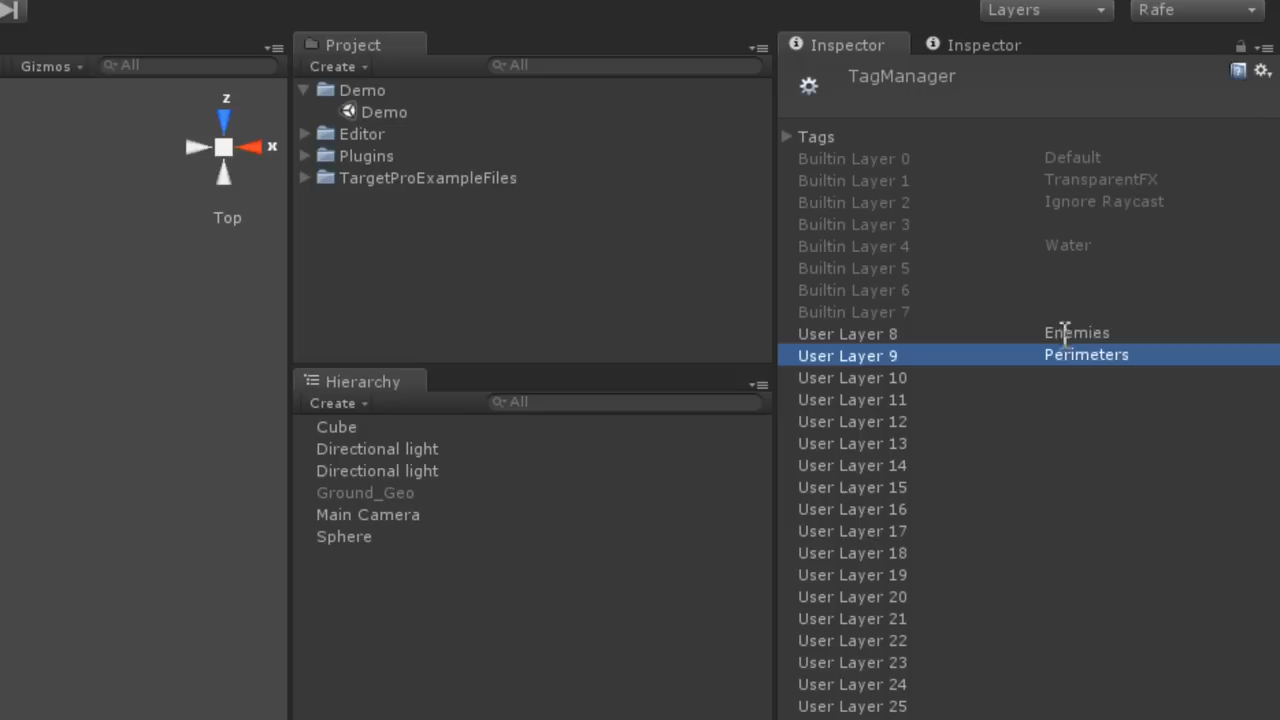 Layers
Rafe
Gizmos
All
z
x
Top
Project
Create
All
Demo
Demo
Editor
Plugins
TargetProExampleFiles
Hierarchy
Create
All
Cube
Directional light
Directional light
Ground_Geo
Main Camera
Sphere
Inspector
Inspector
TagManager
Tags
Builtin Layer 0 Default
Builtin Layer 1 TransparentFX
Builtin Layer 2 Ignore Raycast
Builtin Layer 3
Builtin Layer 4 Water
Builtin Layer 5
Builtin Layer 6
Builtin Layer 7
User Layer 8 Enemies
User Layer 9 Perimeters
User Layer 10
User Layer 11
User Layer 12
User Layer 13
User Layer 14
User Layer 15
User Layer 16
User Layer 17
User Layer 18
User Layer 19
User Layer 20
User Layer 21
User Layer 22
User Layer 23
User Layer 24
User Layer 25